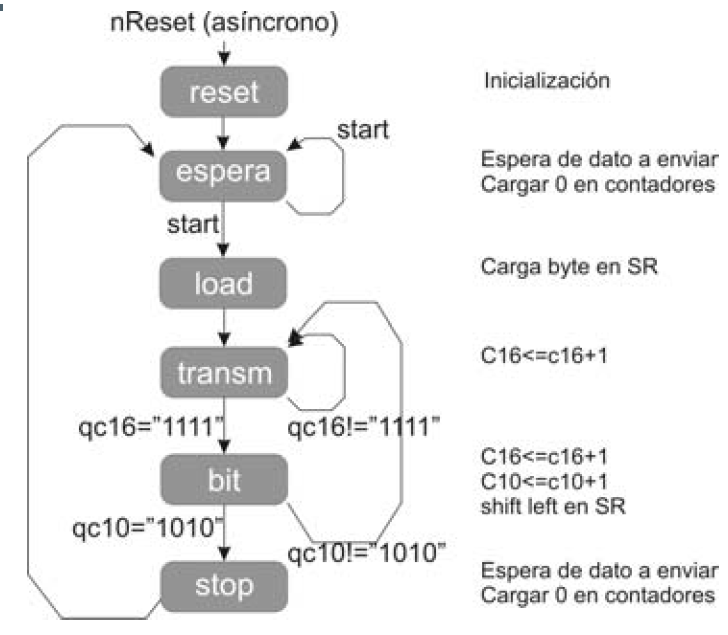 nReset (asíncrono)
reset
Inicialización
start
espera
Espera de dato a enviar
Cargar 0 en contadores
start
load
Carga byte en SR
transm
C16<=c16+1
qc16="1111"
qc16!="1111"
bit
C16<=c16+1
C10<=c10+1
shift left en SR
qc10="1010"
qc10!="1010"
stop
Espera de dato a enviar
Cargar 0 en contadores